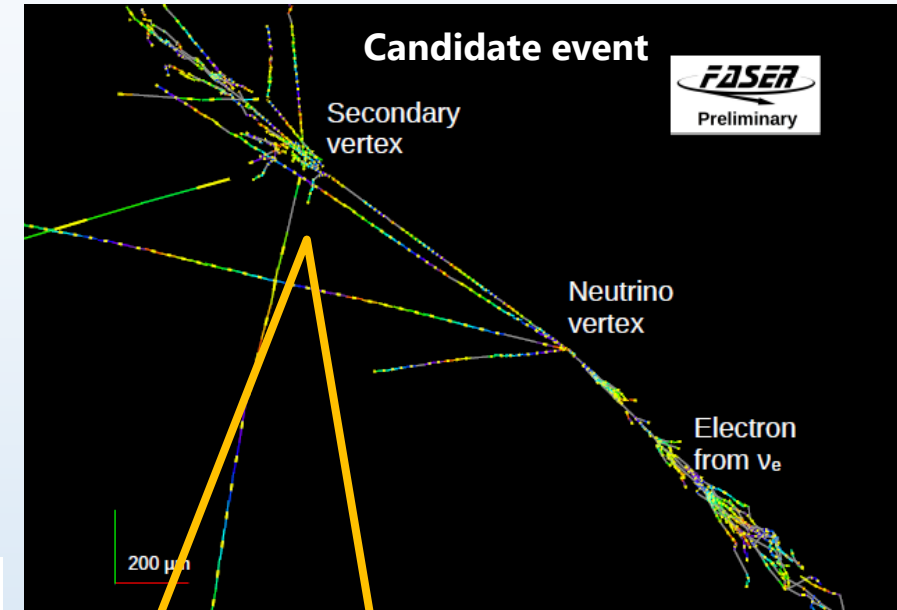 Candidate event
FASER
Preliminary
Secondary
vertex
Neutrino
vertex
Electron
from νₑ
200 μm